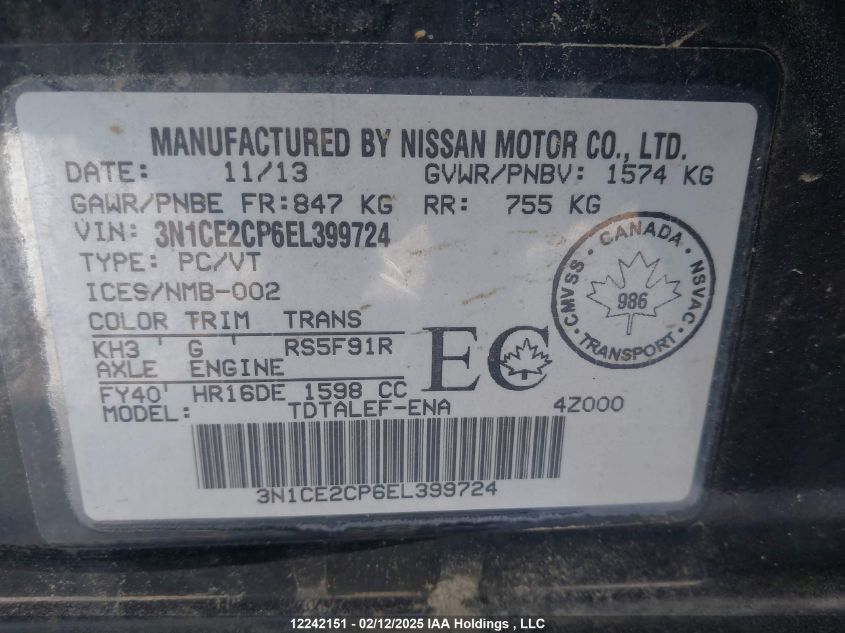 MANUFACTURED BY NISSAN MOTOR CO., LTD.
DATE: 11/13 GVWR/PNBV: 1574 KG
GAWR/PNBE FR:847 KG RR: 755 KG
VIN: 3N1CE2CP6EL399724
TYPE: PC/VT
ICES/NMB-002
COLOR TRIM TRANS
KH3 ' G ' RS5F91R
AXLE ENGINE
FY40' HR16DE 1598 CC
MODEL: TDTALEF-ENA 4Z000
EC
CMVSS · CANADA · NSVAC · TRANSPORT ·
986
3N1CE2CP6EL399724
12242151 - 02/12/2025 IAA Holdings , LLC